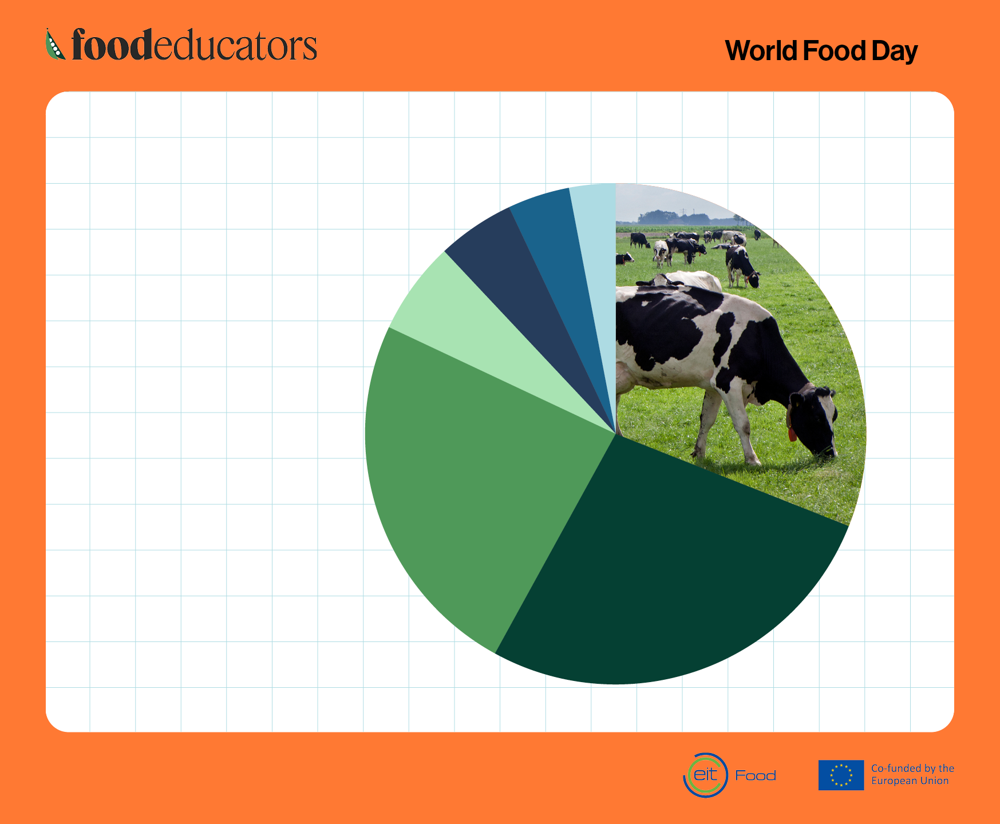 foodeducators
World Food Day
eit Food
Co-funded by the
European Union